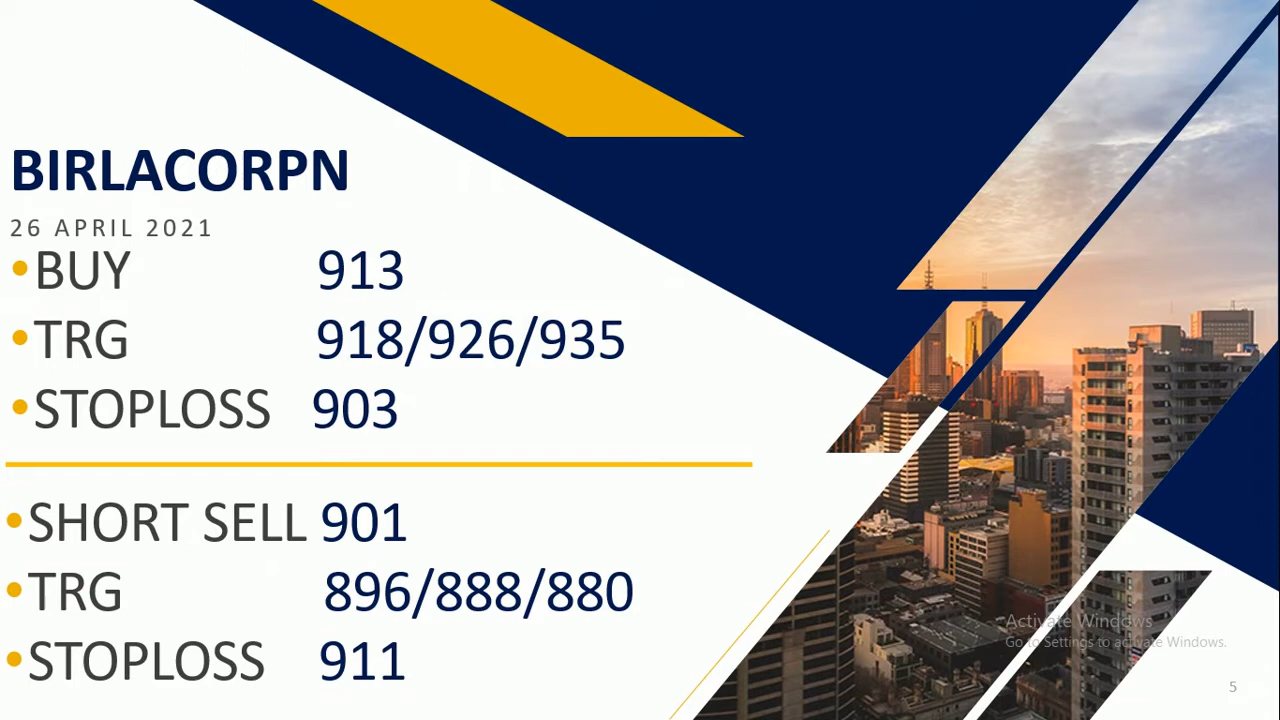 BIRLACORPN
26 APRIL 2021
•BUY 913
•TRG 918/926/935
•STOPLOSS 903
•SHORT SELL 901
•TRG 896/888/880
•STOPLOSS 911
Activate Windows
Go to Settings to activate Windows.
5